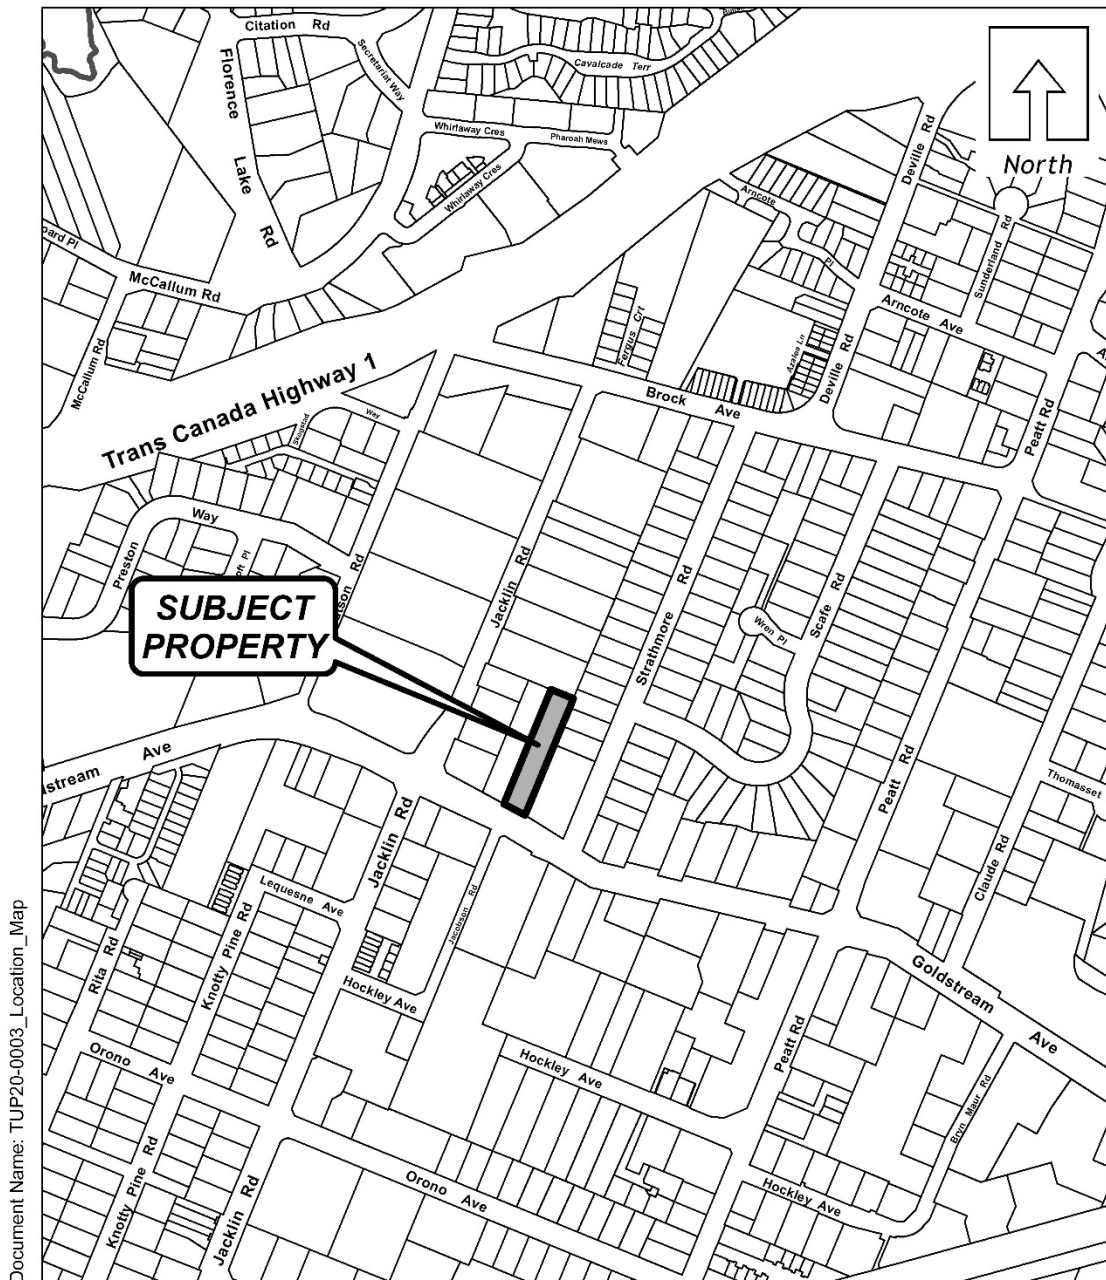 Citation Rd
Florence Lake Rd
Secretariat Way
Cavalcade Terr
Whirlaway Cres
Pharoah Mews
Whirlaway Cres
North
Deville Rd
Arncote Pl
Sunderland Rd
McCallum Rd
McCallum Rd
Arncote Ave
Fergus Crt
Azalea Ln
Deville Rd
Trans Canada Highway 1
Brock Ave
Peatt Rd
Skogstad Way
Preston Way
Jacklin Rd
Rd
SUBJECT
PROPERTY
Strathmore Rd
Wren Pl
Scafe Rd
Ave
Peatt Rd
Thomasset
Jacklin Rd
Claude Rd
Lequesne Ave
Jacobson Rd
Rita Rd
Knotty Pine Rd
Hockley Ave
Goldstream Ave
Peatt Rd
Hockley Ave
Orono Ave
Bryn Maur Rd
Knotty Pine Rd
Jacklin Rd
Orono Ave
Hockley Ave
Document Name: TUP20-0003_Location_Map